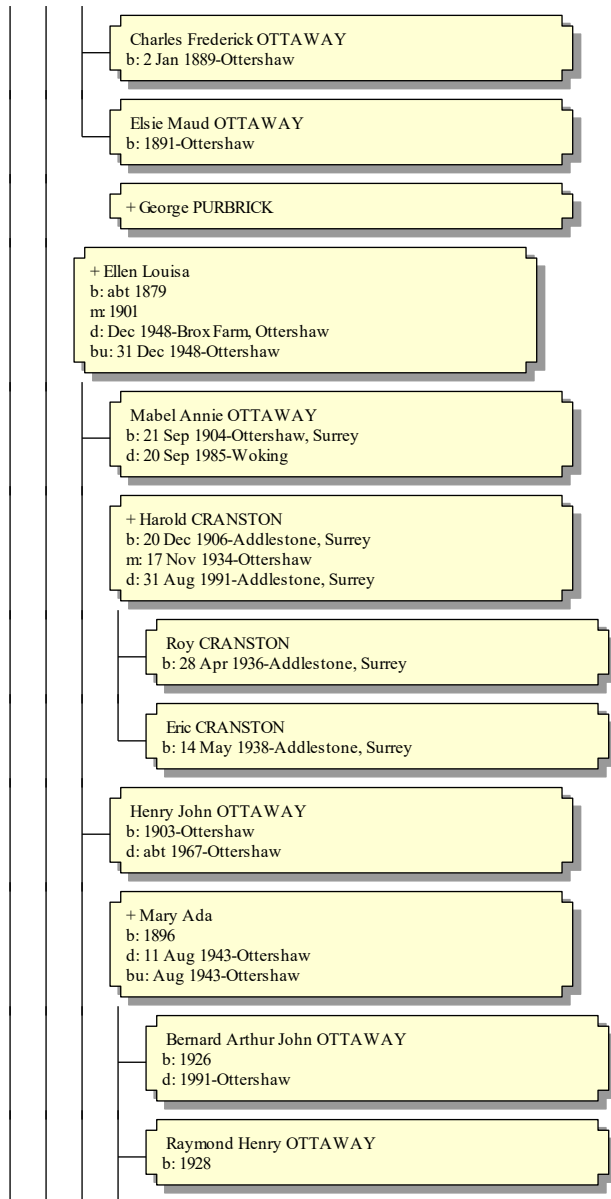 Charles Frederick OTTAWAY
b: 2 Jan 1889-Ottershaw
Elsie Maud OTTAWAY
b: 1891-Ottershaw
+ George PURBRICK
+ Ellen Louisa
b: abt 1879
m: 1901
d: Dec 1948-Brox Farm, Ottershaw
bu: 31 Dec 1948-Ottershaw
Mabel Annie OTTAWAY
b: 21 Sep 1904-Ottershaw, Surrey
d: 20 Sep 1985-Woking
+ Harold CRANSTON
b: 20 Dec 1906-Addlestone, Surrey
m: 17 Nov 1934-Ottershaw
d: 31 Aug 1991-Addlestone, Surrey
Roy CRANSTON
b: 28 Apr 1936-Addlestone, Surrey
Eric CRANSTON
b: 14 May 1938-Addlestone, Surrey
Henry John OTTAWAY
b: 1903-Ottershaw
d: abt 1967-Ottershaw
+ Mary Ada
b: 1896
d: 11 Aug 1943-Ottershaw
bu: Aug 1943-Ottershaw
Bernard Arthur John OTTAWAY
b: 1926
d: 1991-Ottershaw
Raymond Henry OTTAWAY
b: 1928